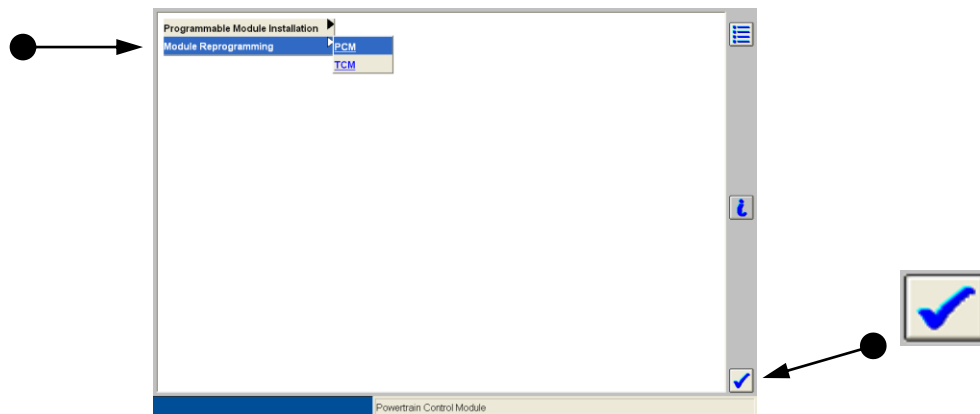 Programmable Module Installation
Module Reprogramming
PCM
TCM
i
Powertrain Control Module